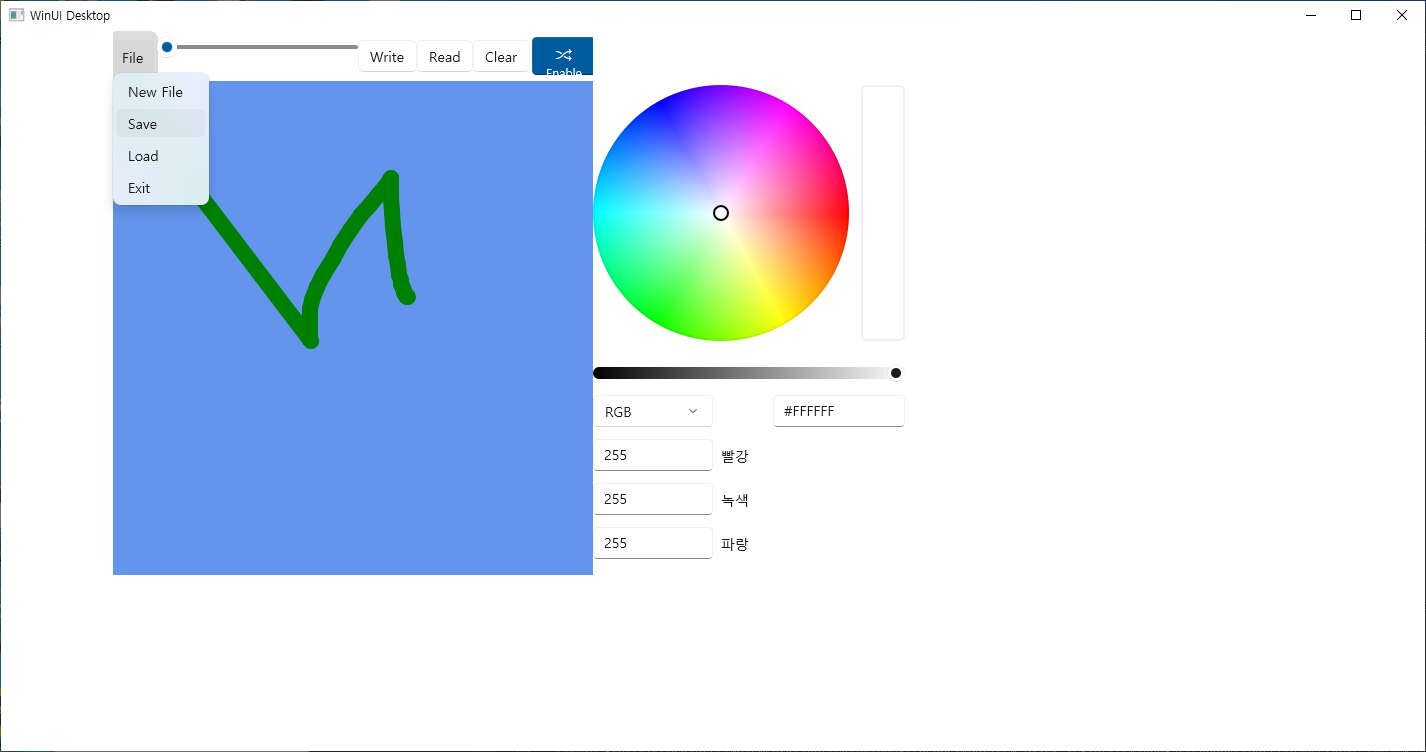 WinUI Desktop
File
Write
Read
Clear
Enable
New File
Save
Load
Exit
RGB
#FFFFFF
255 빨강
255 녹색
255 파랑